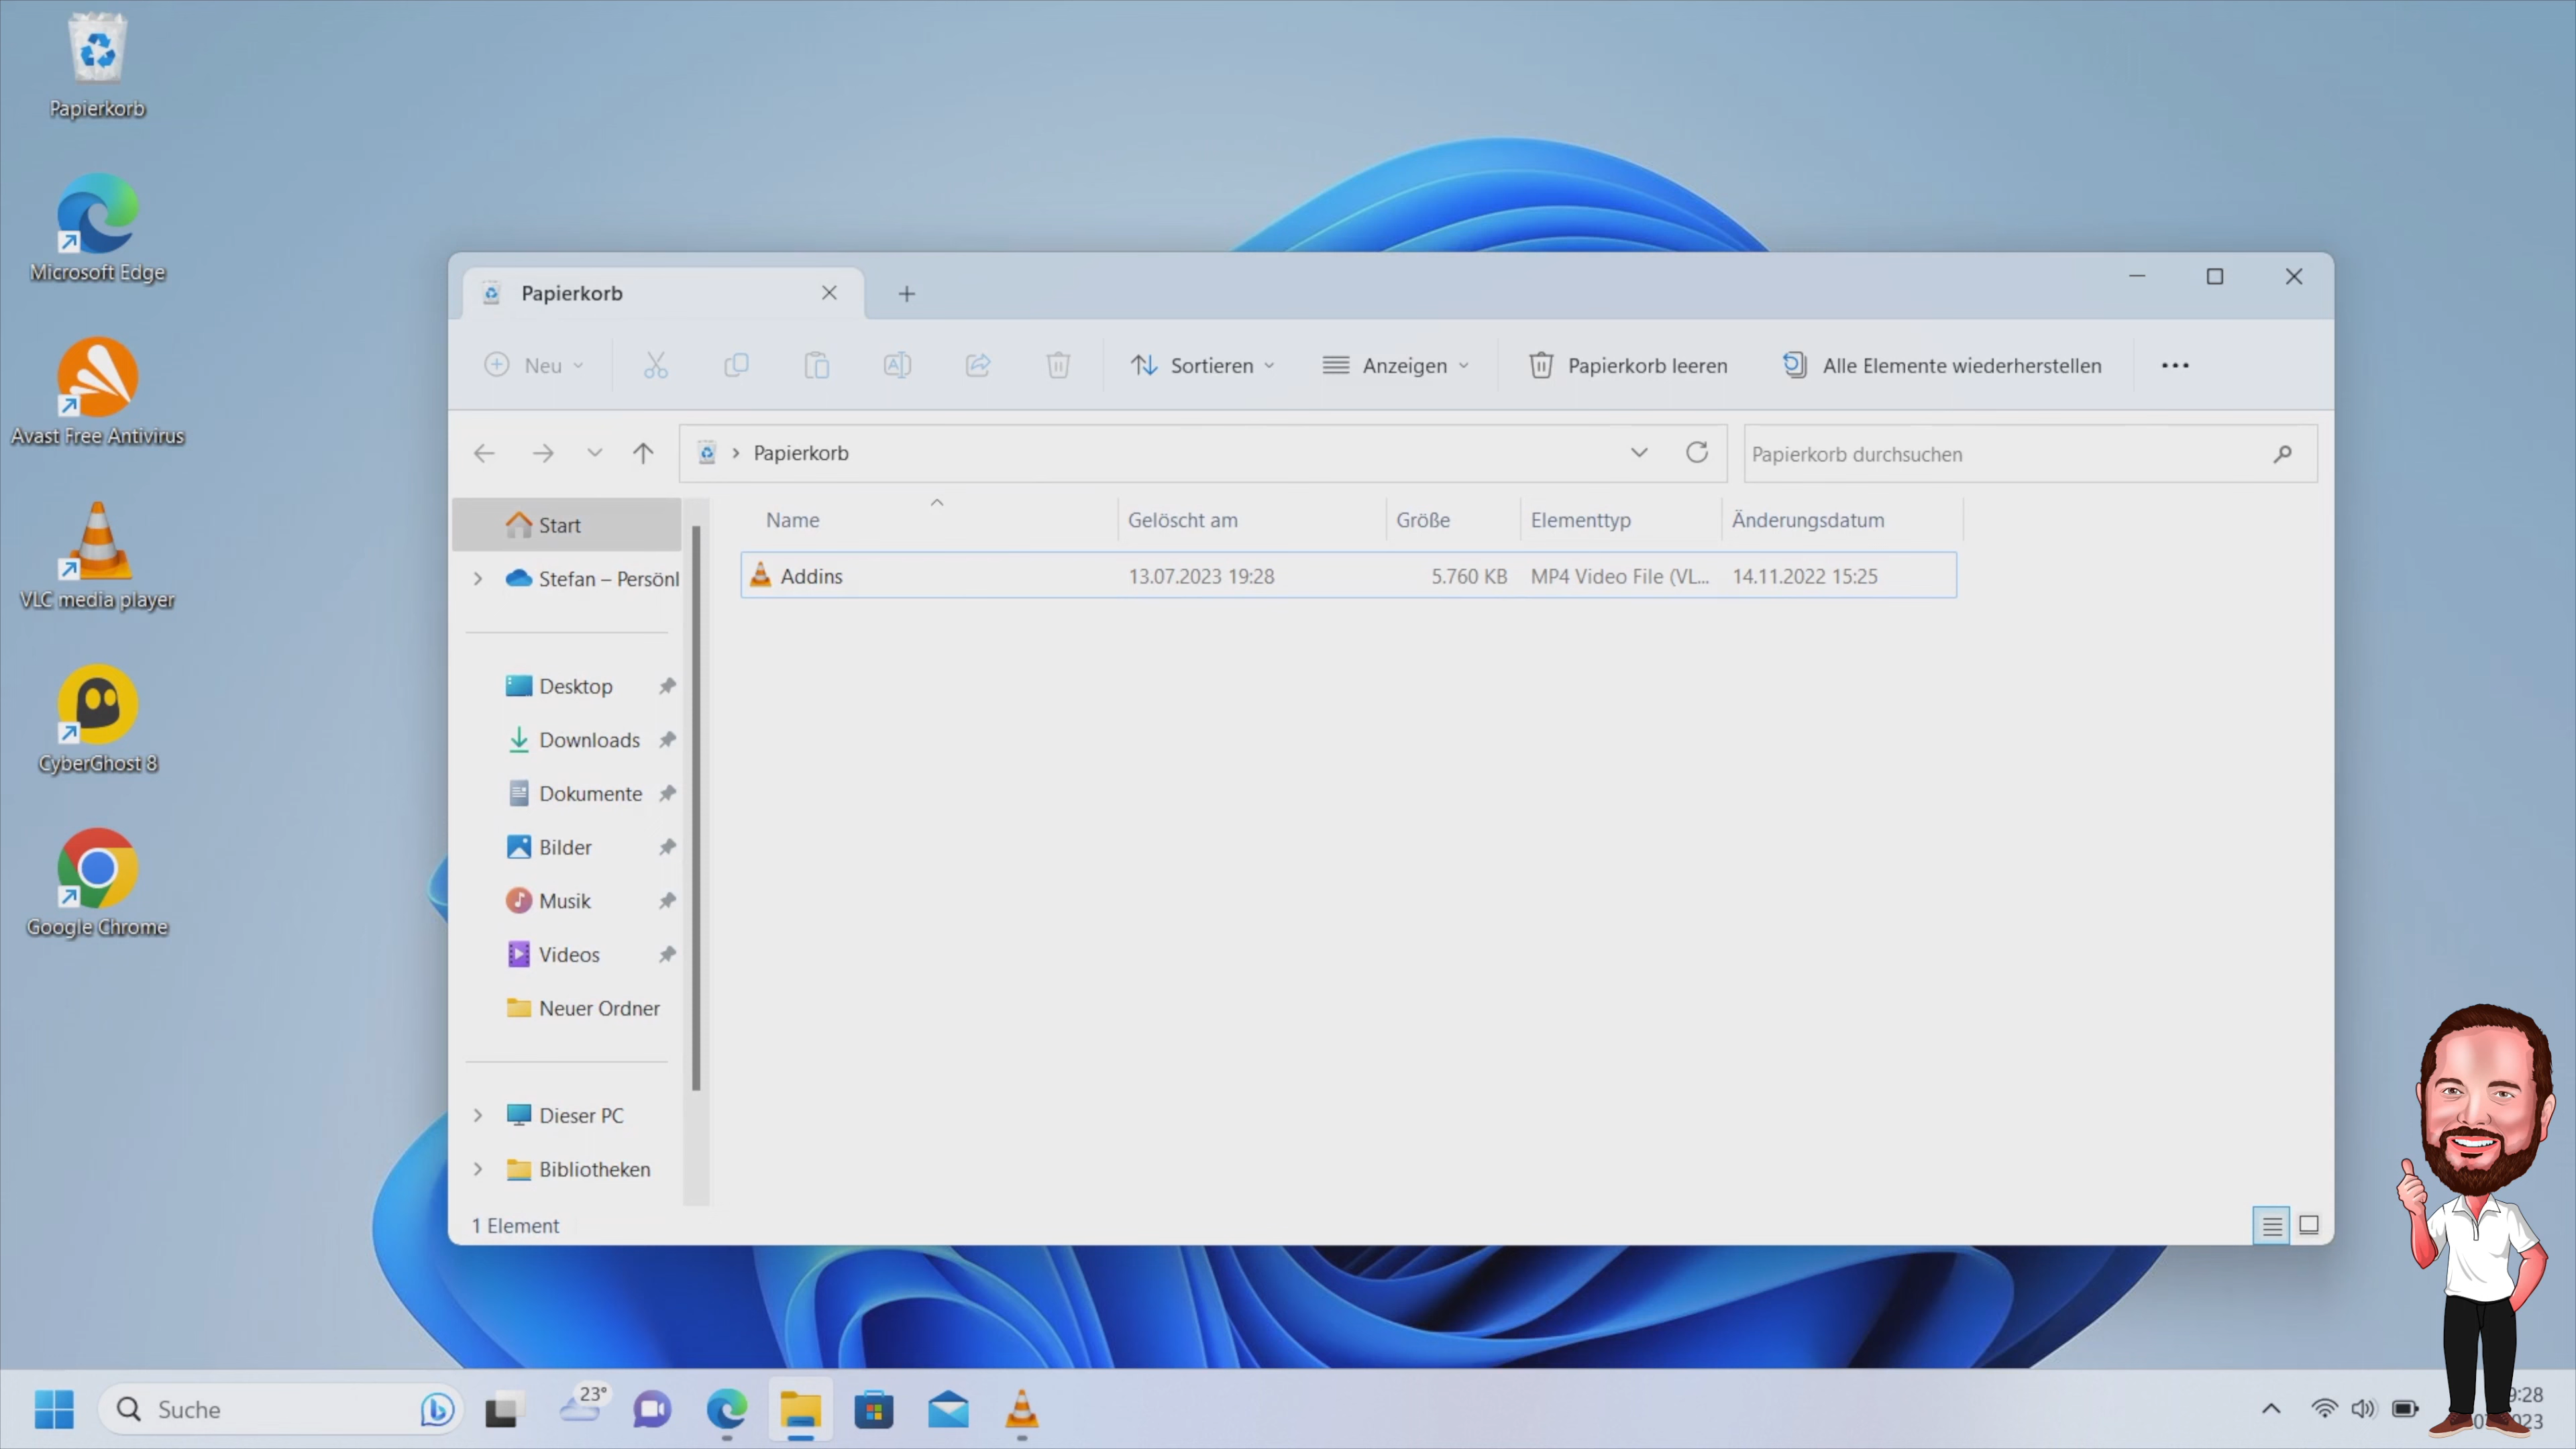 Papierkorb
Microsoft Edge
Avast Free Antivirus
VLC media player
CyberGhost 8
Google Chrome
Papierkorb
Neu
Sortieren
Anzeigen
Papierkorb leeren
Alle Elemente wiederherstellen
Papierkorb
Papierkorb durchsuchen
Start
Stefan – Persönl
Desktop
Downloads
Dokumente
Bilder
Musik
Videos
Neuer Ordner
Dieser PC
Bibliotheken
Name Gelöscht am Größe Elementtyp Änderungsdatum
Addins 13.07.2023 19:28 5.760 KB MP4 Video File (VL... 14.11.2022 15:25
1 Element
Suche
23°
9:28
23